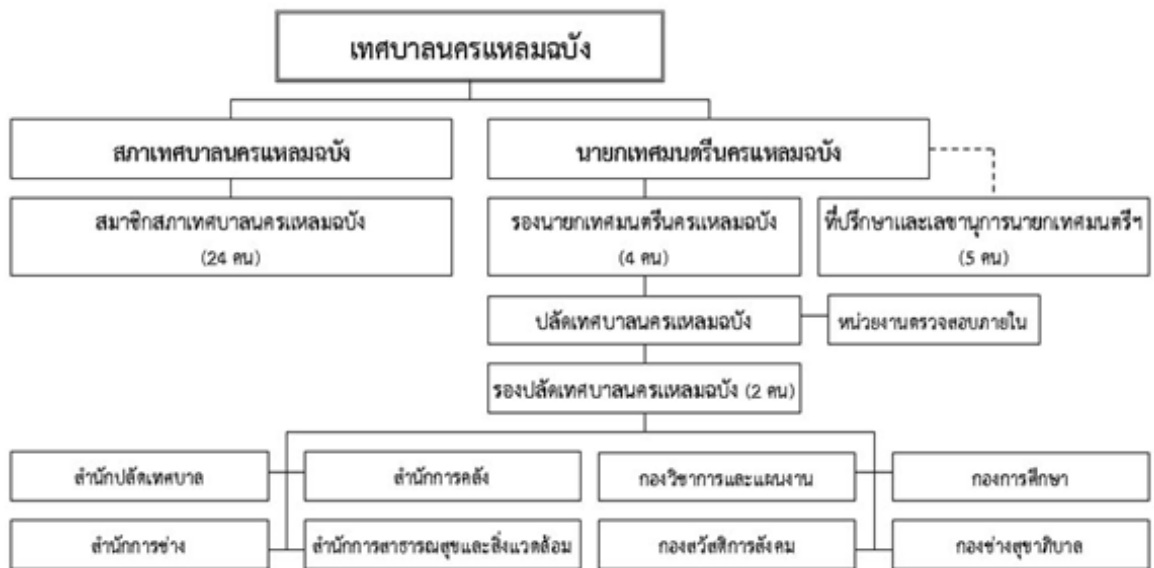 เทศบาลนครแหลมฉบัง
สภาเทศบาลนครแหลมฉบัง
นายกเทศมนตรีนครแหลมฉบัง
สมาชิกสภาเทศบาลนครแหลมฉบัง
(24 คน)
รองนายกเทศมนตรีนครแหลมฉบัง
(4 คน)
ที่ปรึกษาและเลขานุการนายกเทศมนตรีฯ
(5 คน)
ปลัดเทศบาลนครแหลมฉบัง
หน่วยงานตรวจสอบภายใน
รองปลัดเทศบาลนครแหลมฉบัง (2 คน)
สำนักปลัดเทศบาล
สำนักการคลัง
กองวิชาการและแผนงาน
กองการศึกษา
สำนักการช่าง
สำนักการสาธารณสุขและสิ่งแวดล้อม
กองสวัสดิการสังคม
กองช่างสุขาภิบาล